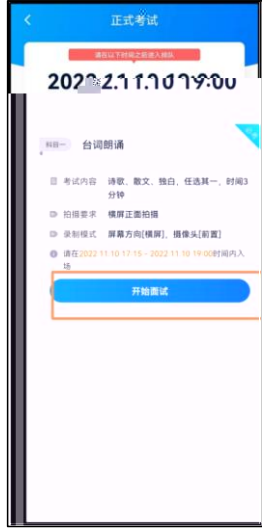 正式考试
请在以下时间之前进入排队
科目一 台词朗诵
考试内容 诗歌、散文、独白，任选其一，时间3
分钟
拍摄要求 横屏正面拍摄
录制模式 屏幕方向[横屏]，摄像头[前置]
请在2022-11-10 17:15 - 2022-11-10 19:00时间内入
场
开始面试